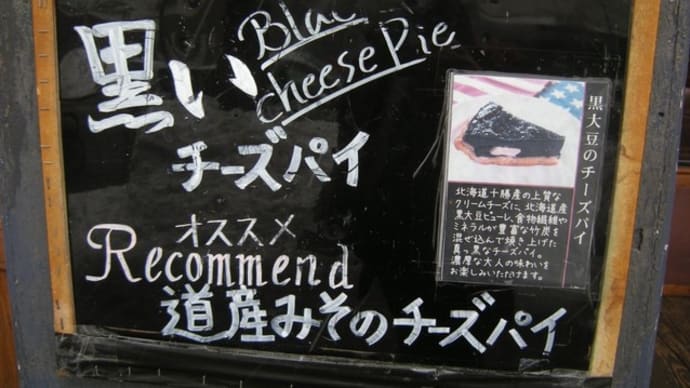 黒い
Black
cheese Pie
チーズパイ
オススメ
Recommend
道産みそのチーズパイ
黒大豆のチーズパイ
北海道十勝産の上質な
クリームチーズに、北海道産
黒大豆ピューレ、食物繊維や
ミネラルが豊富な竹炭を
混ぜ込んで焼き上げた
真っ黒なチーズパイ。
濃厚な大人の味わいを
お楽しみいただけます。